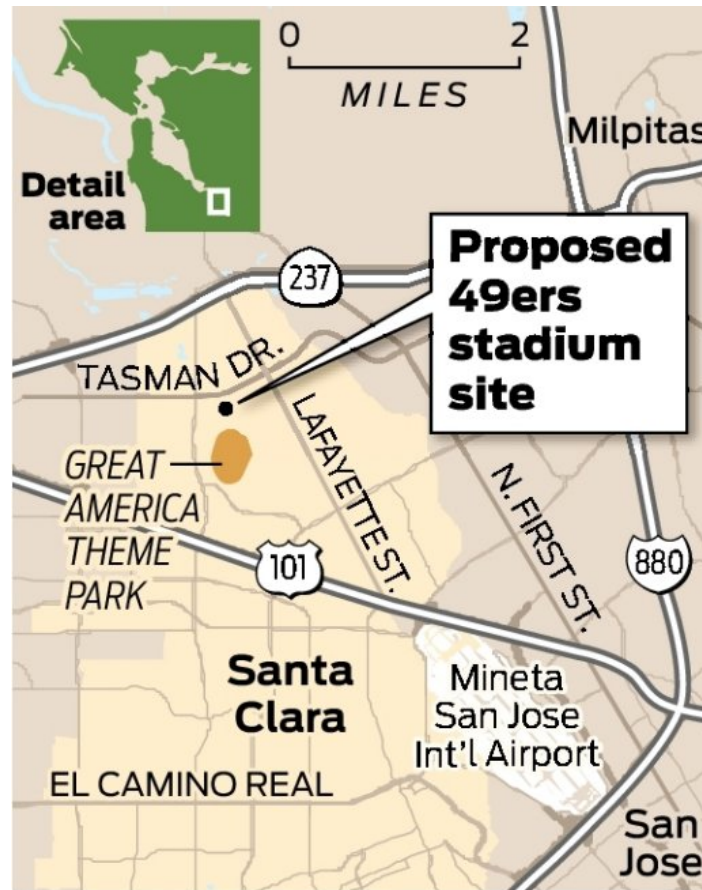 0 2
MILES
Detail
area
Milpitas
Proposed
49ers
stadium
site
237
TASMAN DR.
LAFAYETTE ST.
N. FIRST ST.
GREAT
AMERICA
THEME
PARK
101
880
Santa
Clara
Mineta
San Jose
Int'l Airport
EL CAMINO REAL
San
Jose